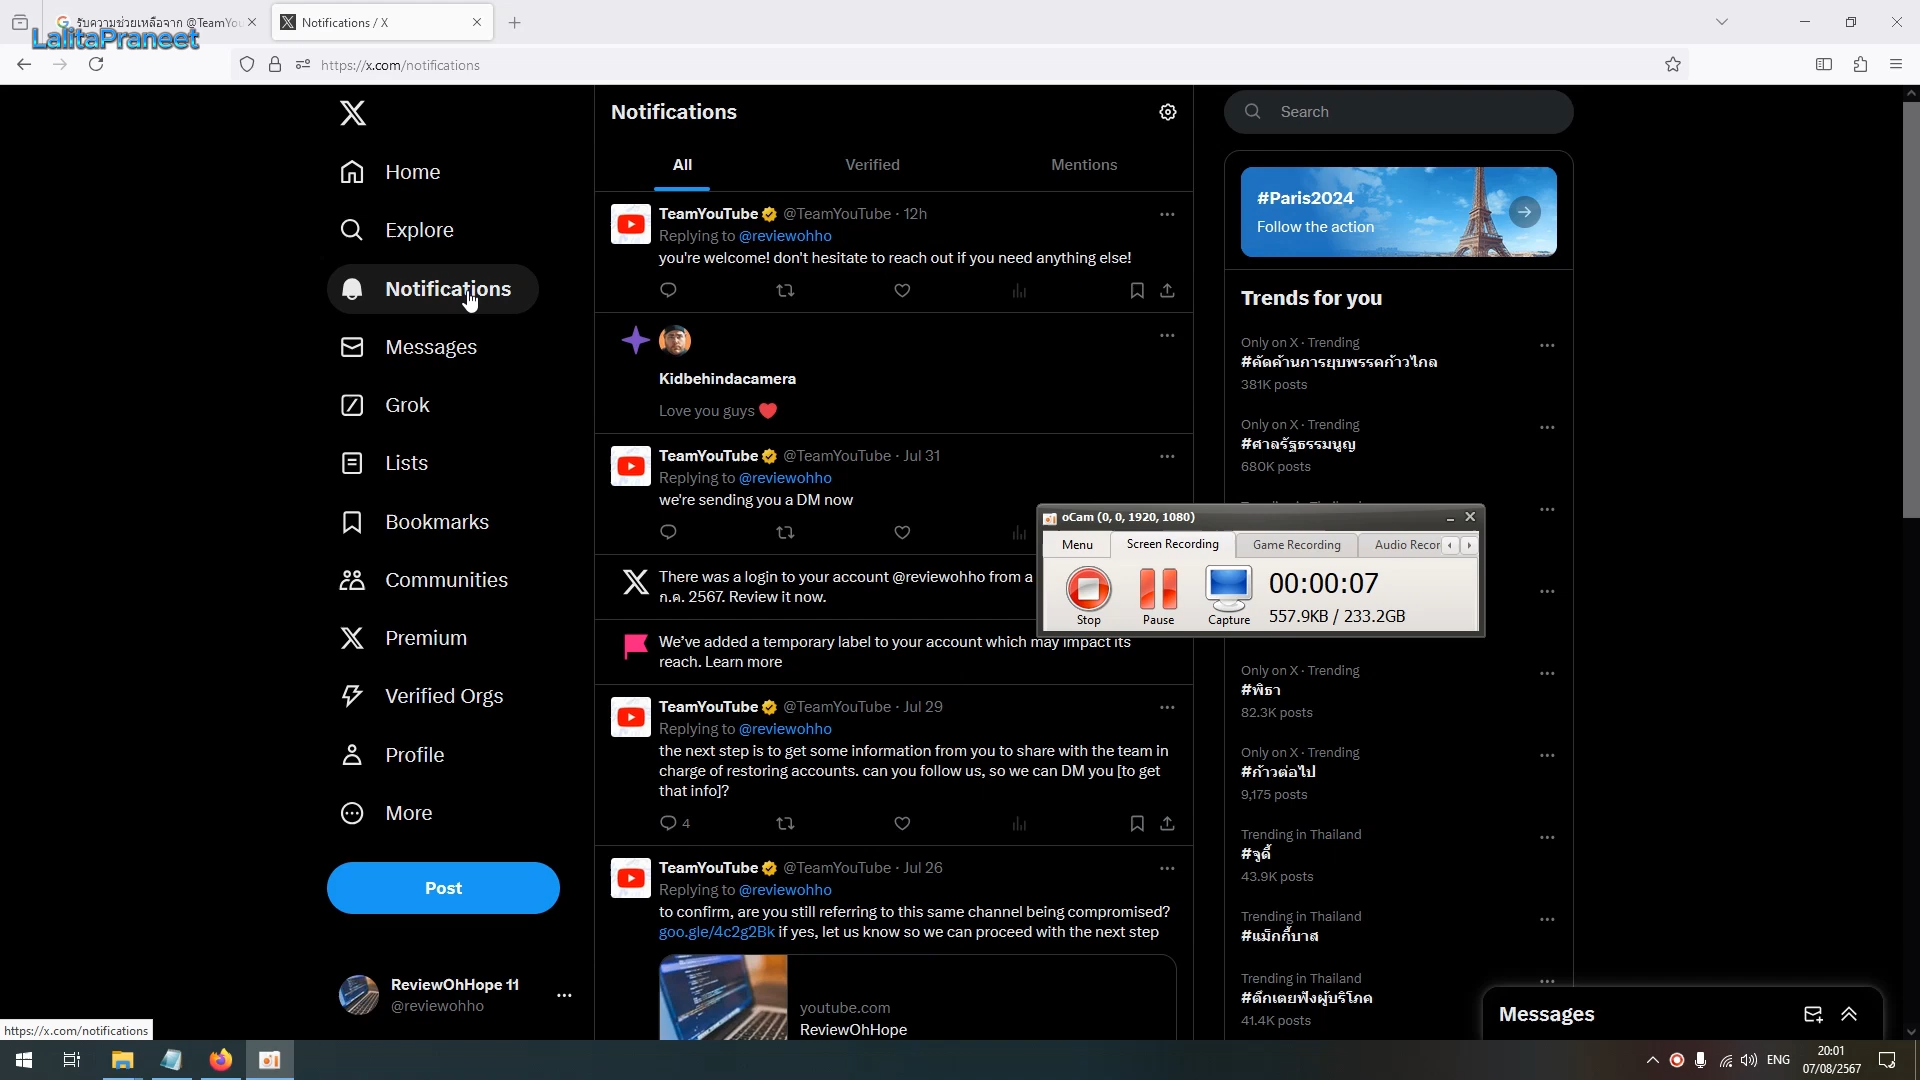 รับความช่วยเหลือจาก @TeamYou
Notifications / X
LalitaPraneet
https://x.com/notifications
Home
Explore
Notifications
Messages
Grok
Lists
Bookmarks
Communities
Premium
Verified Orgs
Profile
More
Post
ReviewOhHope 11
@reviewohho
https://x.com/notifications
Notifications
All
Verified
Mentions
TeamYouTube @TeamYouTube · 12h
Replying to @reviewohho
you're welcome! don't hesitate to reach out if you need anything else!
Kidbehindacamera
Love you guys
TeamYouTube @TeamYouTube · Jul 31
Replying to @reviewohho
we're sending you a DM now
There was a login to your account @reviewohho from a
ก.ค. 2567. Review it now.
We've added a temporary label to your account which may impact its
reach. Learn more
TeamYouTube @TeamYouTube · Jul 29
Replying to @reviewohho
the next step is to get some information from you to share with the team in
charge of restoring accounts. can you follow us, so we can DM you [to get
that info]?
4
TeamYouTube @TeamYouTube · Jul 26
Replying to @reviewohho
to confirm, are you still referring to this same channel being compromised?
goo.gle/4c2g2Bk if yes, let us know so we can proceed with the next step
youtube.com
ReviewOhHope
oCam (0, 0, 1920, 1080)
Menu
Screen Recording
Game Recording
Audio Recor
Stop
Pause
Capture
00:00:07
557.9KB / 233.2GB
Search
#Paris2024
Follow the action
Trends for you
Only on X · Trending
#คัดค้านการยุบพรรคก้าวไกล
381K posts
Only on X · Trending
#ศาลรัฐธรรมนูญ
680K posts
Only on X · Trending
#พิธา
82.3K posts
Only on X · Trending
#ก้าวต่อไป
9,175 posts
Trending in Thailand
#จูดี้
43.9K posts
Trending in Thailand
#แม็กกี้บาส
Trending in Thailand
#ตึกเตยฟังผู้บริโภค
41.4K posts
Messages
ENG
20:01
07/08/2567